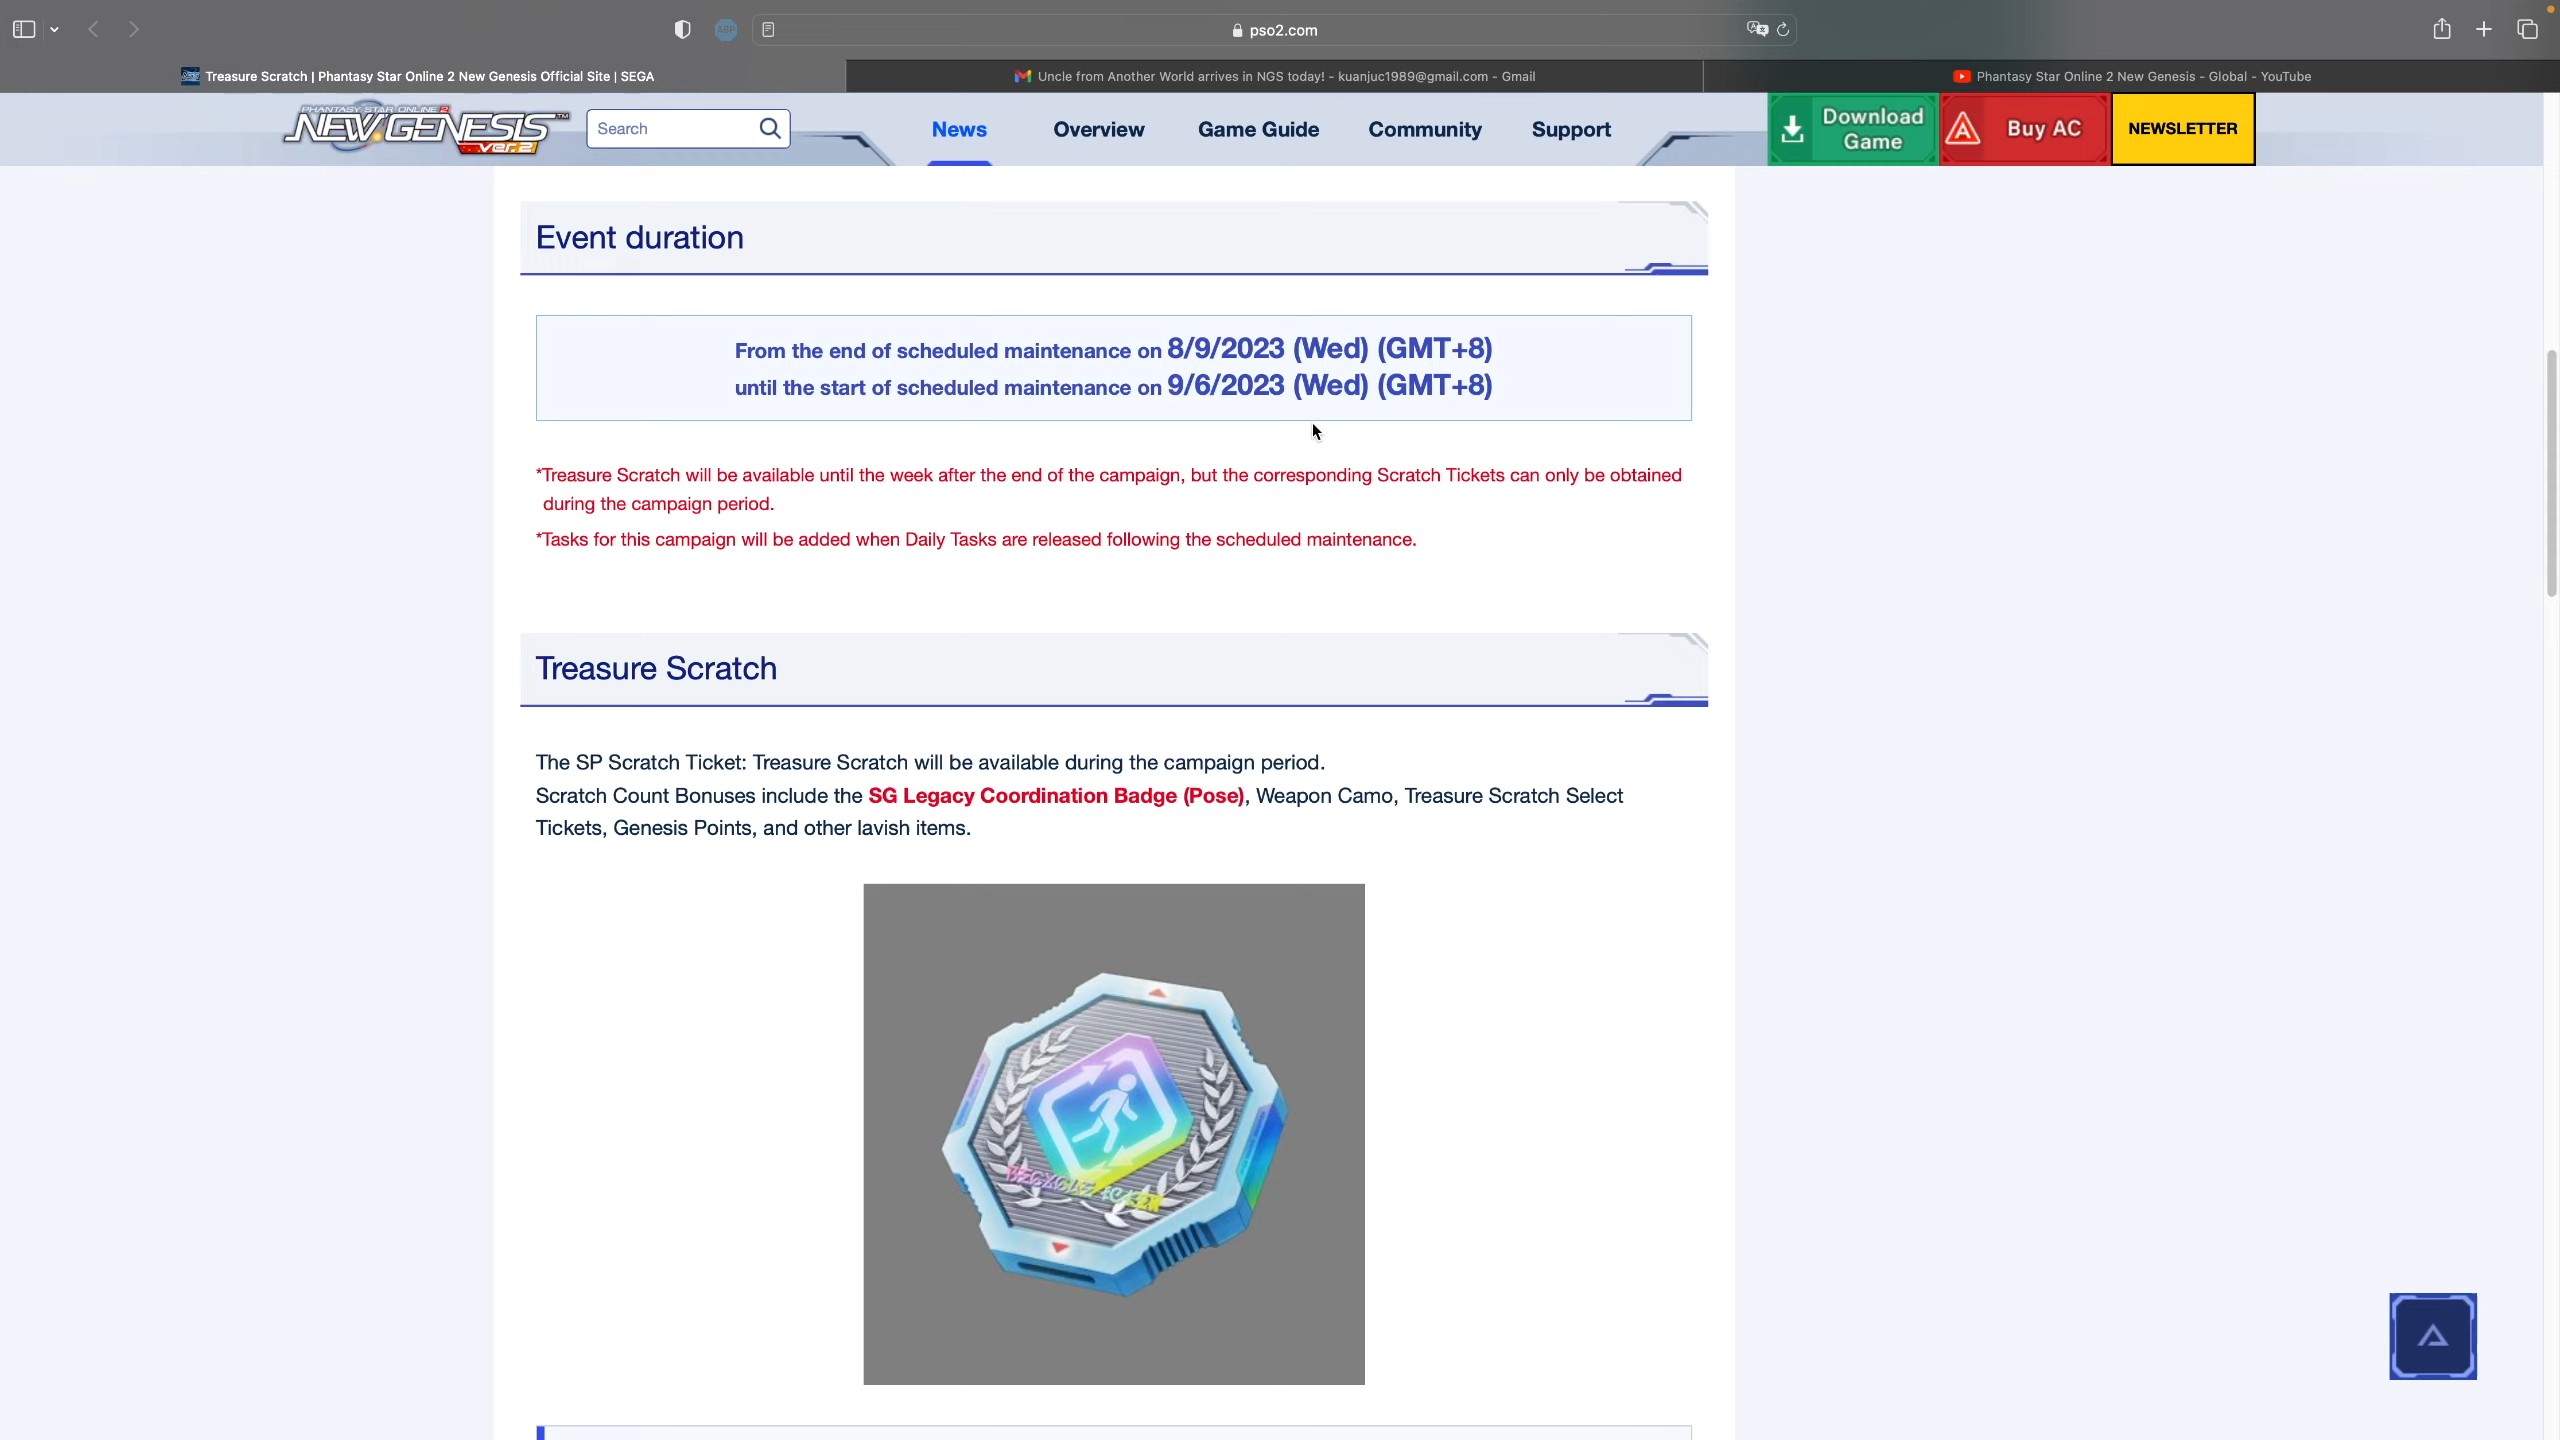 pso2.com
Treasure Scratch | Phantasy Star Online 2 New Genesis Official Site | SEGA
Uncle from Another World arrives in NGS today! - kuanjuc1989@gmail.com - Gmail
Phantasy Star Online 2 New Genesis - Global - YouTube
PHANTASY STAR ONLINE 2
NEW GENESIS™
ver.2
Search
News
Overview
Game Guide
Community
Support
Download
Game
Buy AC
NEWSLETTER
Event duration
From the end of scheduled maintenance on 8/9/2023 (Wed) (GMT+8)
until the start of scheduled maintenance on 9/6/2023 (Wed) (GMT+8)
*Treasure Scratch will be available until the week after the end of the campaign, but the corresponding Scratch Tickets can only be obtained
during the campaign period.
*Tasks for this campaign will be added when Daily Tasks are released following the scheduled maintenance.
Treasure Scratch
The SP Scratch Ticket: Treasure Scratch will be available during the campaign period.
Scratch Count Bonuses include the SG Legacy Coordination Badge (Pose), Weapon Camo, Treasure Scratch Select
Tickets, Genesis Points, and other lavish items.